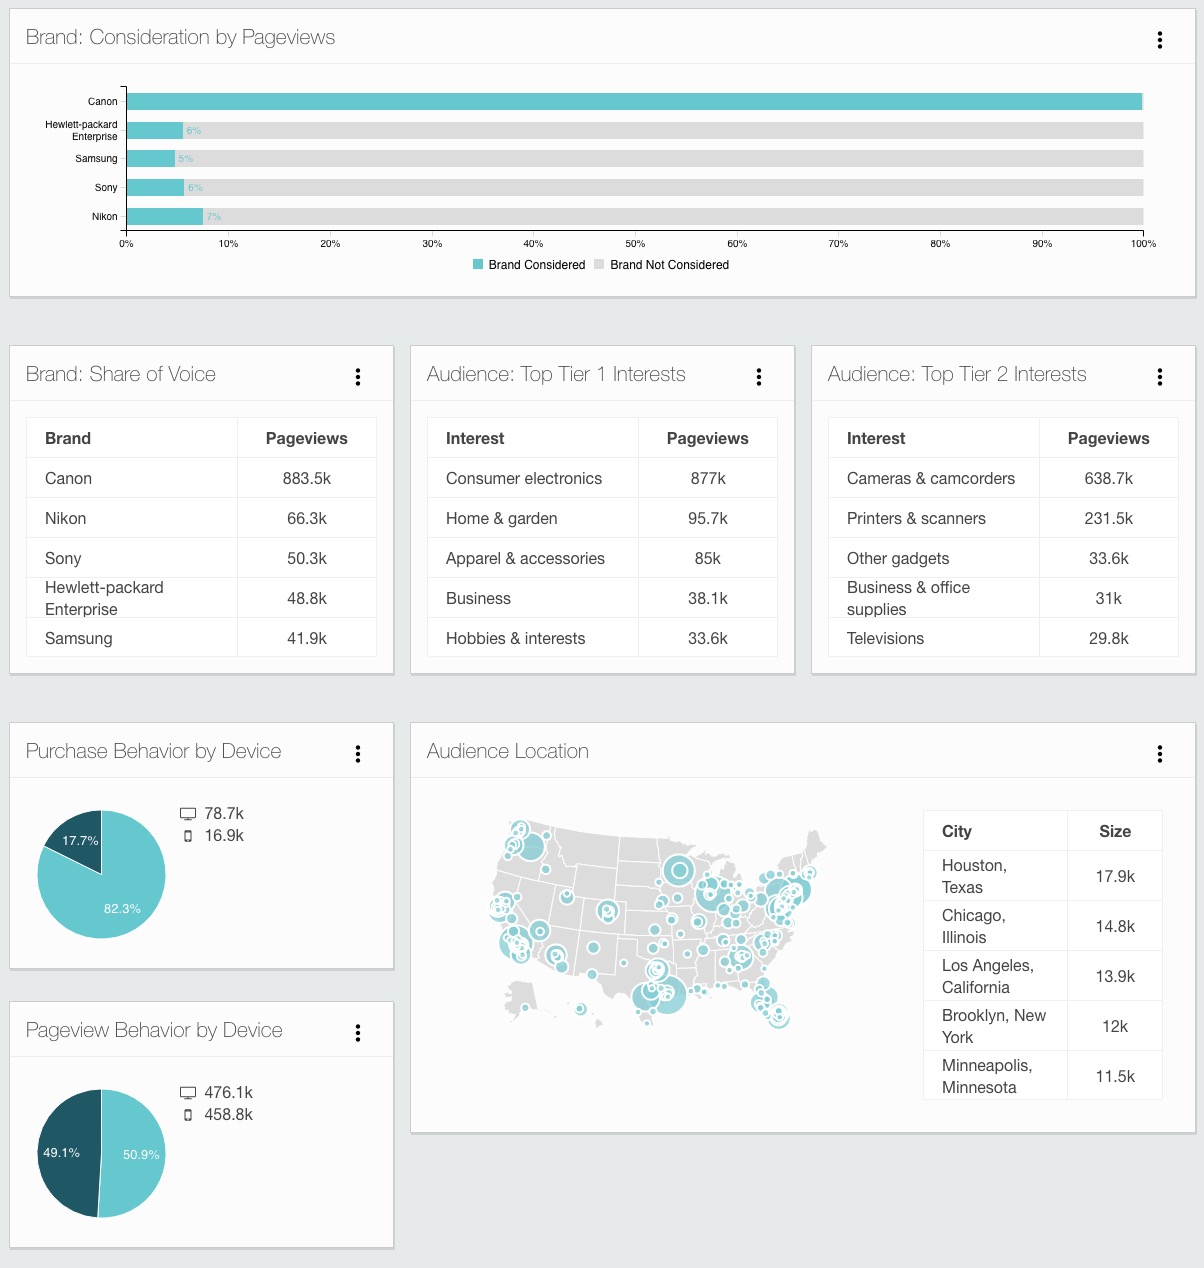 Brand: Consideration by Pageviews
Canon
Hewlett-packard
Enterprise
6%
Samsung
5%
Sony
6%
Nikon
7%
0% 10% 20% 30% 40% 50% 60% 70% 80% 90% 100%
Brand Considered Brand Not Considered
Brand: Share of Voice
Brand Pageviews
Canon 883.5k
Nikon 66.3k
Sony 50.3k
Hewlett-packard
Enterprise 48.8k
Samsung 41.9k
Audience: Top Tier 1 Interests
Interest Pageviews
Consumer electronics 877k
Home & garden 95.7k
Apparel & accessories 85k
Business 38.1k
Hobbies & interests 33.6k
Audience: Top Tier 2 Interests
Interest Pageviews
Cameras & camcorders 638.7k
Printers & scanners 231.5k
Other gadgets 33.6k
Business & office
supplies 31k
Televisions 29.8k
Purchase Behavior by Device
17.7%
82.3%
78.7k
16.9k
Pageview Behavior by Device
49.1%
50.9%
476.1k
458.8k
Audience Location
City Size
Houston,
Texas 17.9k
Chicago,
Illinois 14.8k
Los Angeles,
California 13.9k
Brooklyn, New
York 12k
Minneapolis,
Minnesota 11.5k